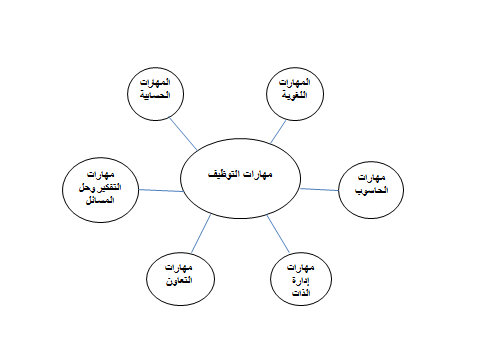 المهارات
اللغوية
المهارات
الحسابية
مهارات التوظيف
مهارات
الحاسوب
مهارات
التفكير وحل
المسائل
مهارات
إدارة
الذات
مهارات
التعاون